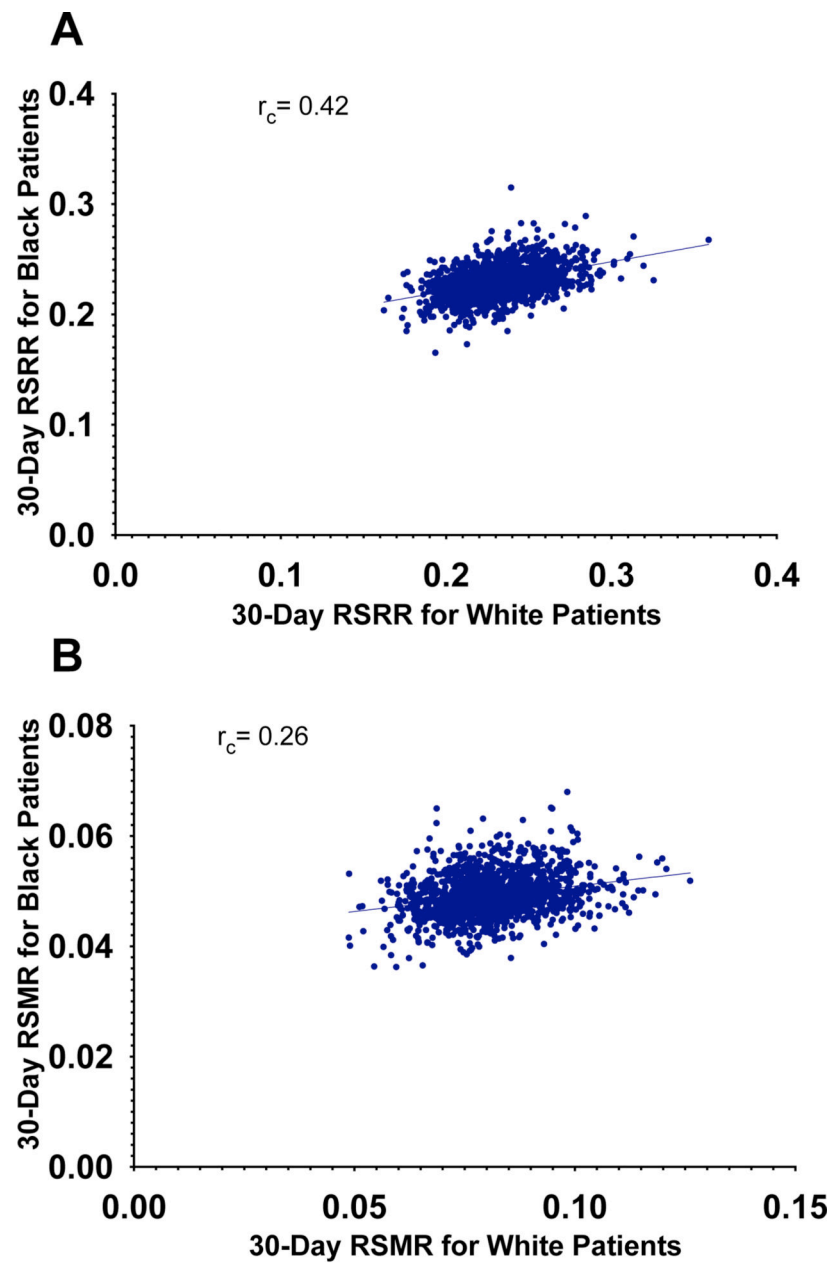 A
0.4
0.3
0.2
0.1
0.0
30-Day RSRR for Black Patients
r_c= 0.42
0.0 0.1 0.2 0.3 0.4
30-Day RSRR for White Patients
B
0.08
0.06
0.04
0.02
0.00
30-Day RSMR for Black Patients
r_c= 0.26
0.00 0.05 0.10 0.15
30-Day RSMR for White Patients